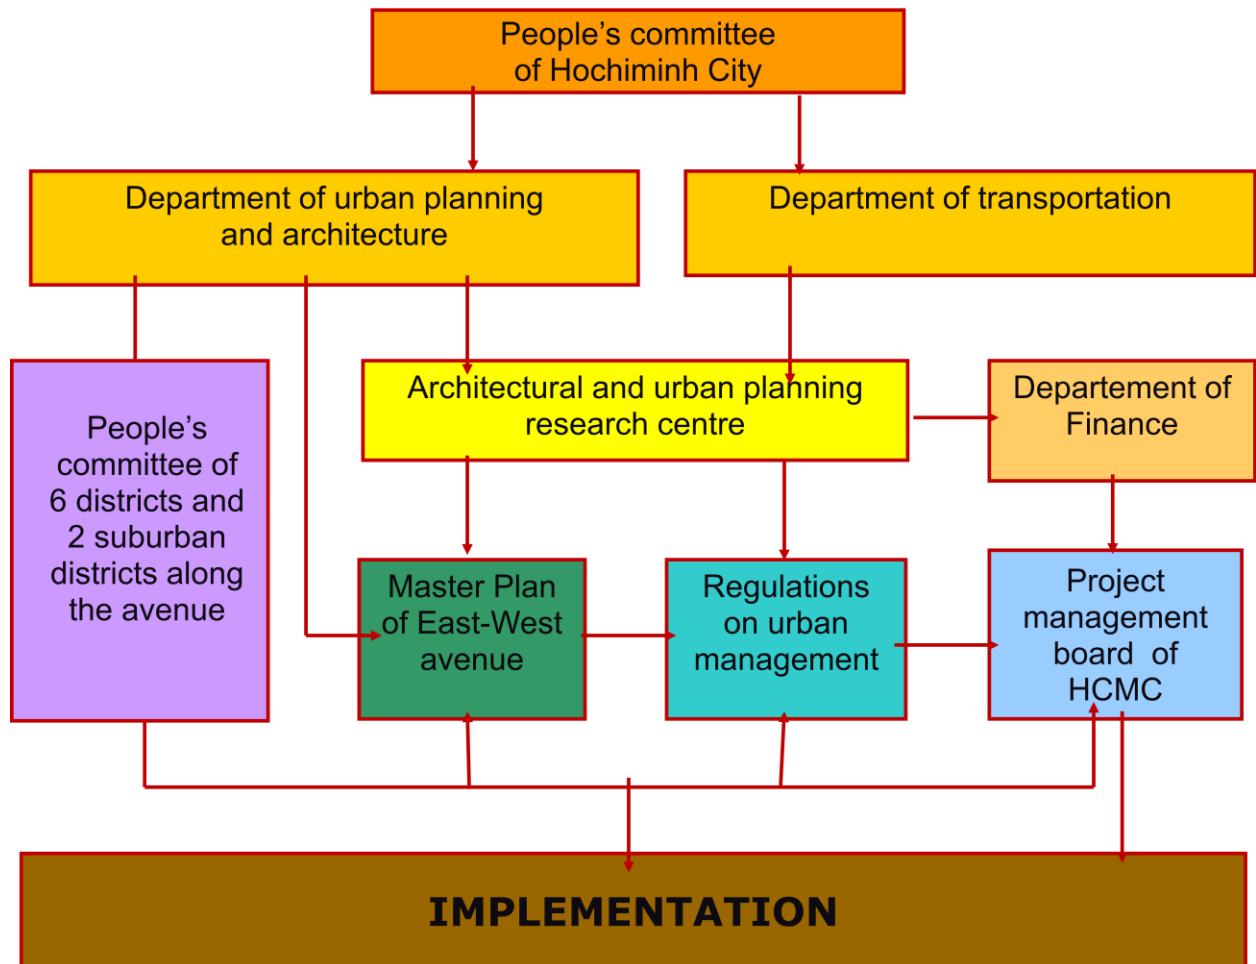 People’s committee
of Hochiminh City
Department of urban planning
and architecture
Department of transportation
People’s
committee of
6 districts and
2 suburban
districts along
the avenue
Architectural and urban planning
research centre
Departement of
Finance
Master Plan
of East-West
avenue
Regulations
on urban
management
Project
management
board of
HCMC
IMPLEMENTATION